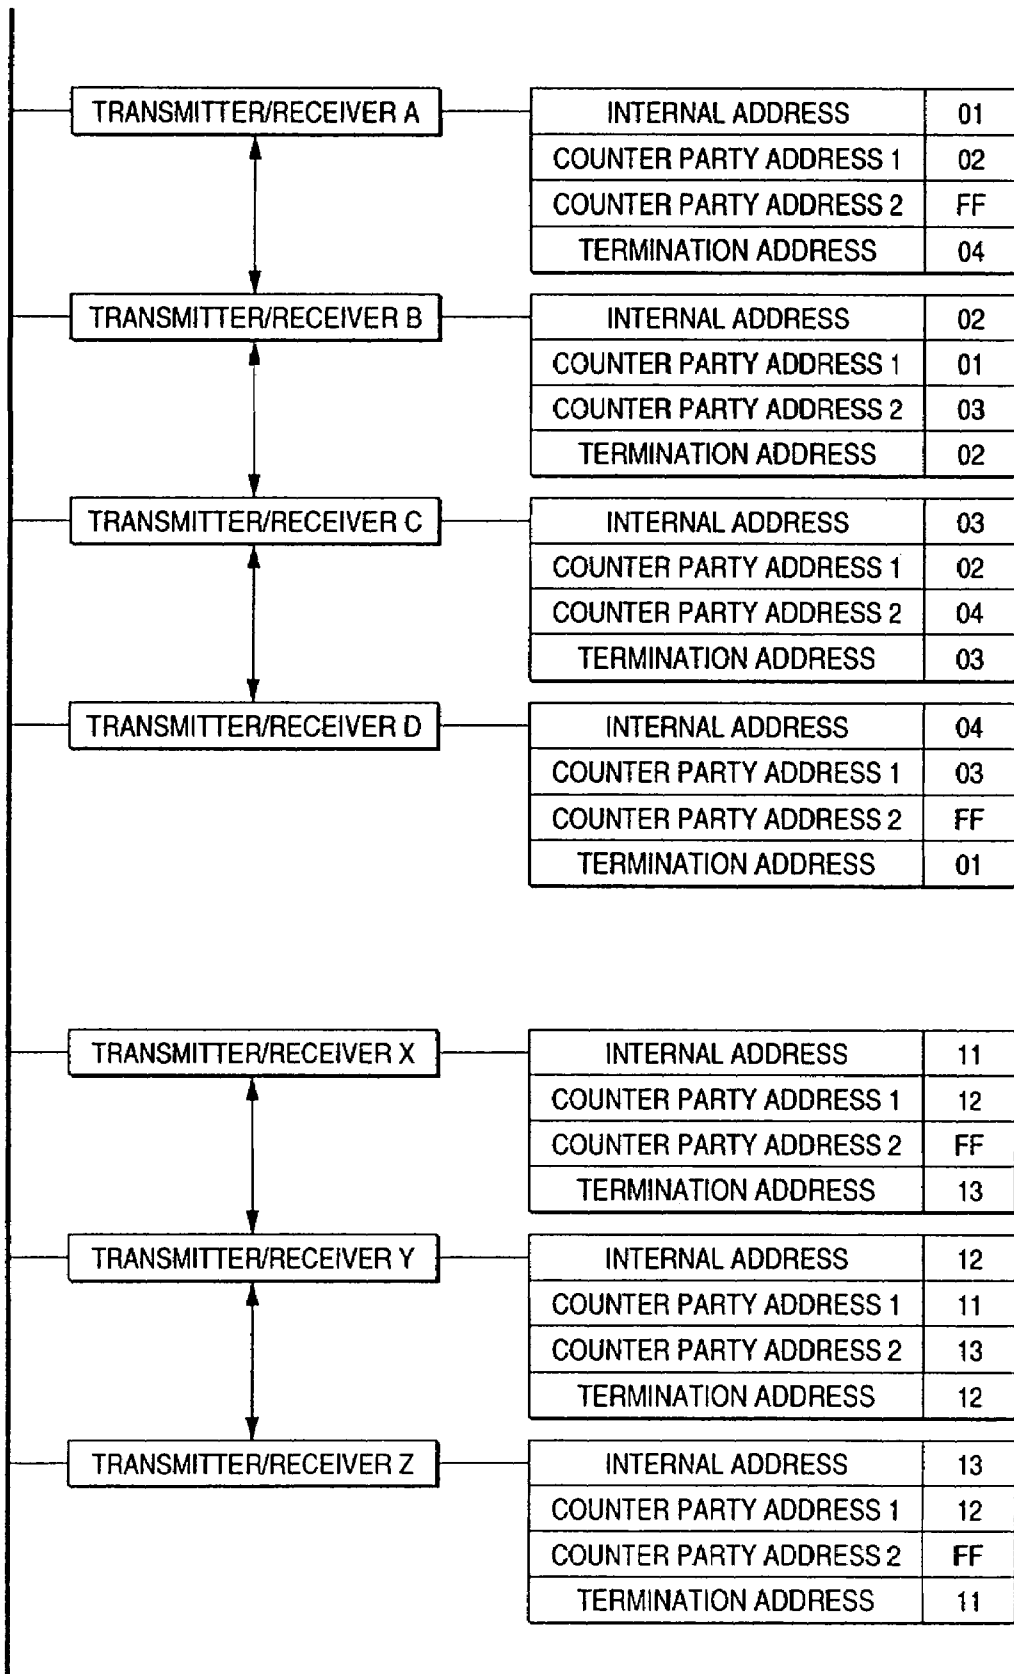 TRANSMITTER/RECEIVER A
INTERNAL ADDRESS 01
COUNTER PARTY ADDRESS 1 02
COUNTER PARTY ADDRESS 2 FF
TERMINATION ADDRESS 04
TRANSMITTER/RECEIVER B
INTERNAL ADDRESS 02
COUNTER PARTY ADDRESS 1 01
COUNTER PARTY ADDRESS 2 03
TERMINATION ADDRESS 02
TRANSMITTER/RECEIVER C
INTERNAL ADDRESS 03
COUNTER PARTY ADDRESS 1 02
COUNTER PARTY ADDRESS 2 04
TERMINATION ADDRESS 03
TRANSMITTER/RECEIVER D
INTERNAL ADDRESS 04
COUNTER PARTY ADDRESS 1 03
COUNTER PARTY ADDRESS 2 FF
TERMINATION ADDRESS 01
TRANSMITTER/RECEIVER X
INTERNAL ADDRESS 11
COUNTER PARTY ADDRESS 1 12
COUNTER PARTY ADDRESS 2 FF
TERMINATION ADDRESS 13
TRANSMITTER/RECEIVER Y
INTERNAL ADDRESS 12
COUNTER PARTY ADDRESS 1 11
COUNTER PARTY ADDRESS 2 13
TERMINATION ADDRESS 12
TRANSMITTER/RECEIVER Z
INTERNAL ADDRESS 13
COUNTER PARTY ADDRESS 1 12
COUNTER PARTY ADDRESS 2 FF
TERMINATION ADDRESS 11